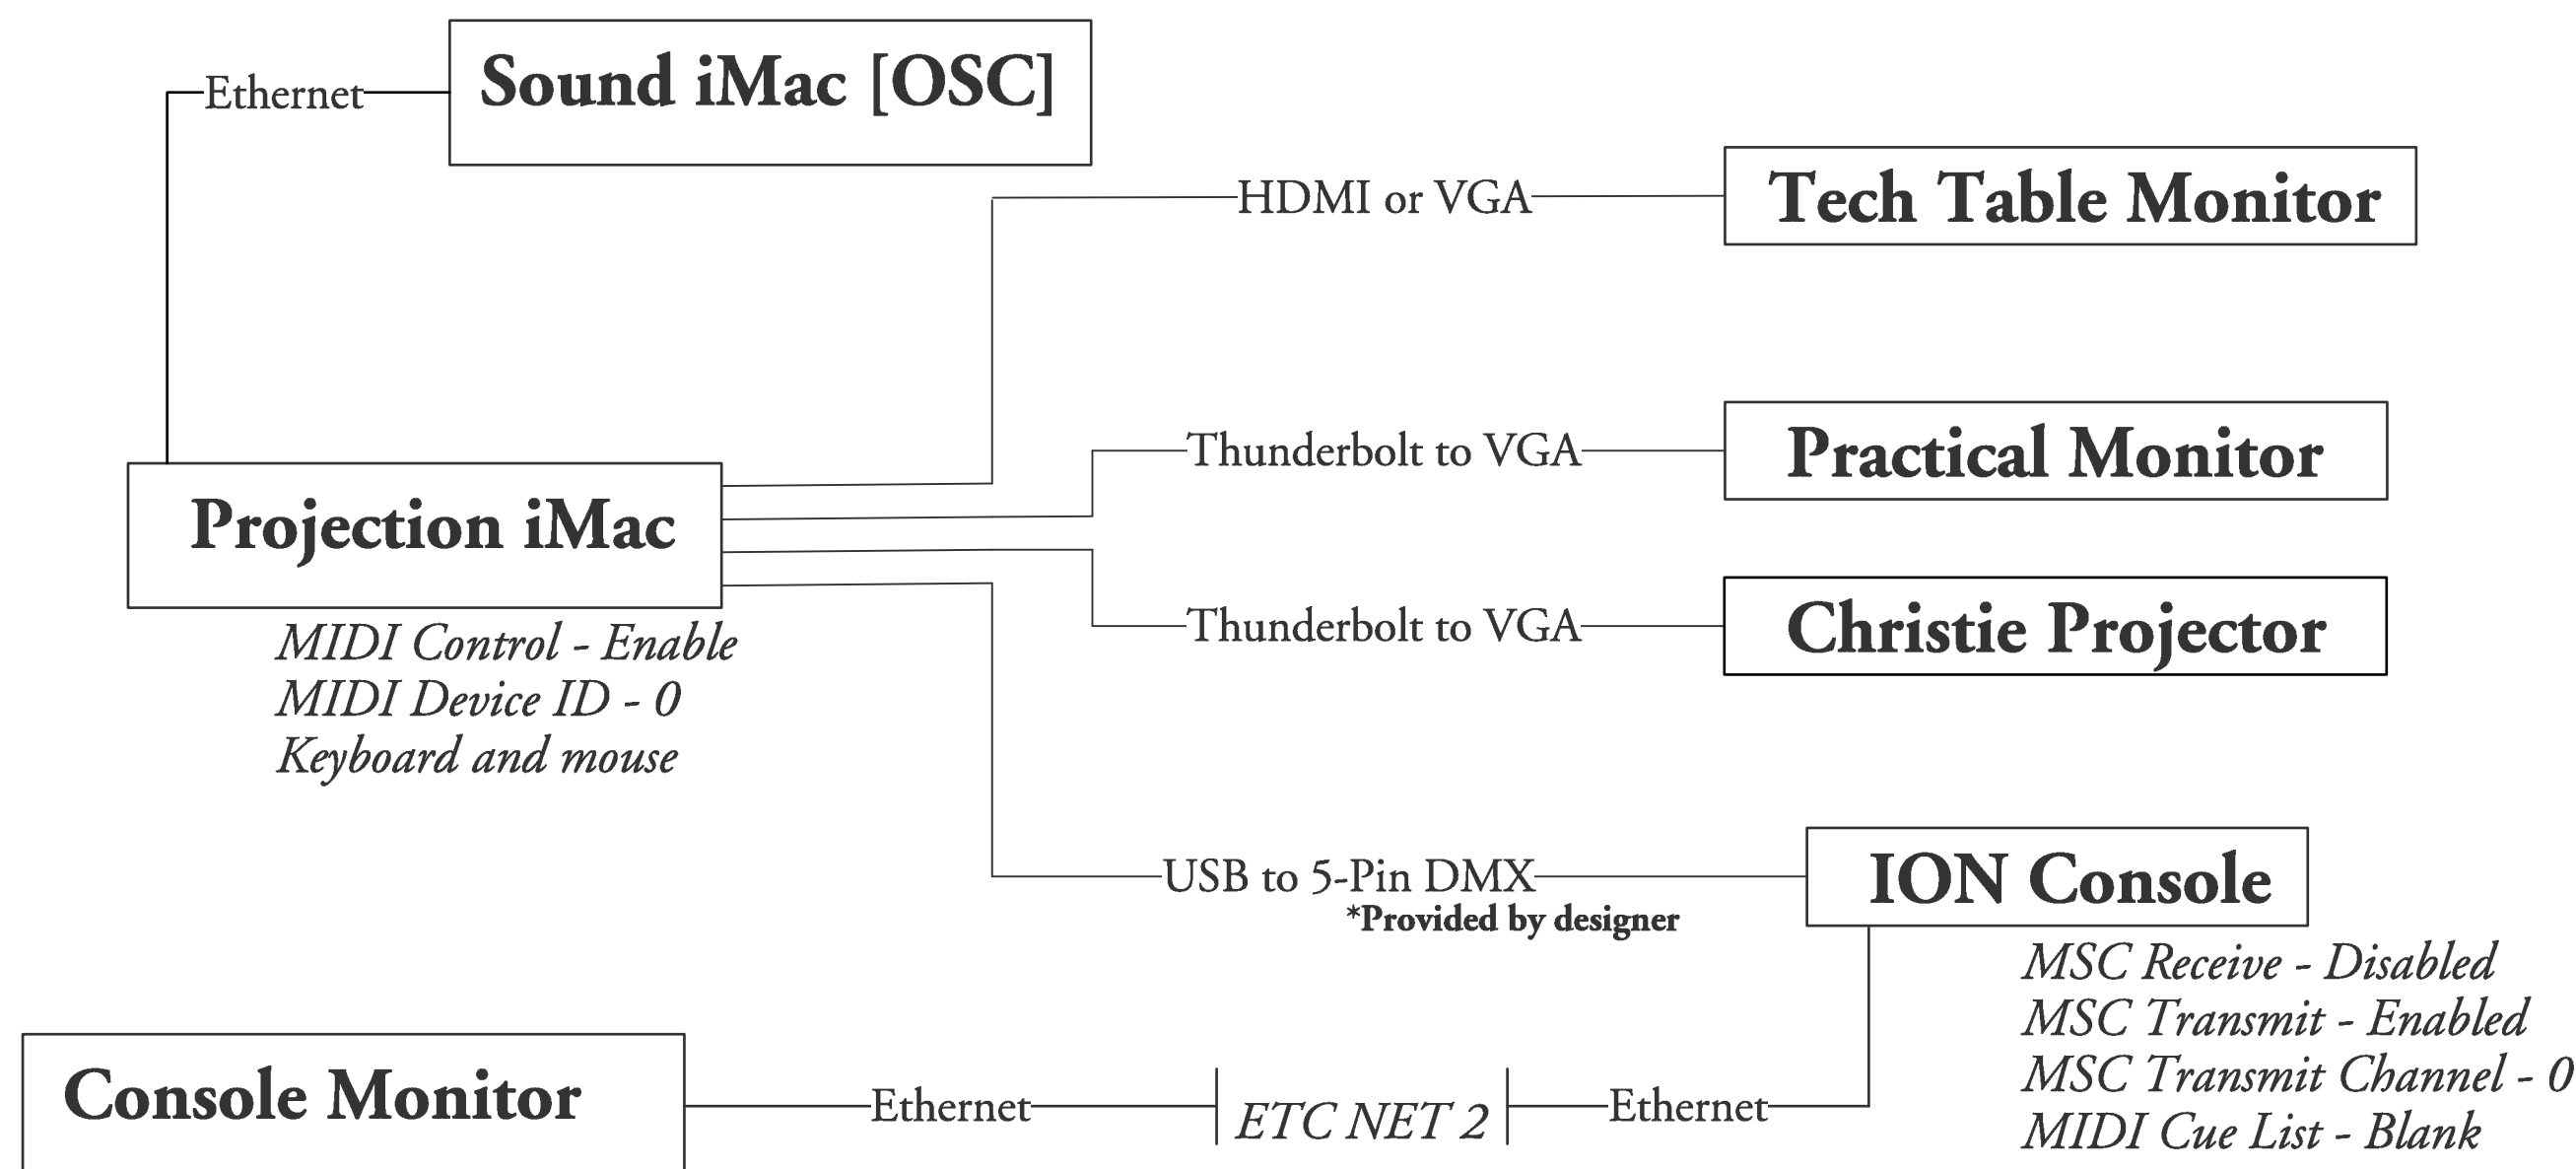 Sound iMac [OSC]
Ethernet
HDMI or VGA
Tech Table Monitor
Thunderbolt to VGA
Practical Monitor
Projection iMac
Thunderbolt to VGA
Christie Projector
MIDI Control - Enable
MIDI Device ID - 0
Keyboard and mouse
USB to 5-Pin DMX
*Provided by designer
ION Console
MSC Receive - Disabled
MSC Transmit - Enabled
MSC Transmit Channel - 0
MIDI Cue List - Blank
Console Monitor
Ethernet
ETC NET 2
Ethernet